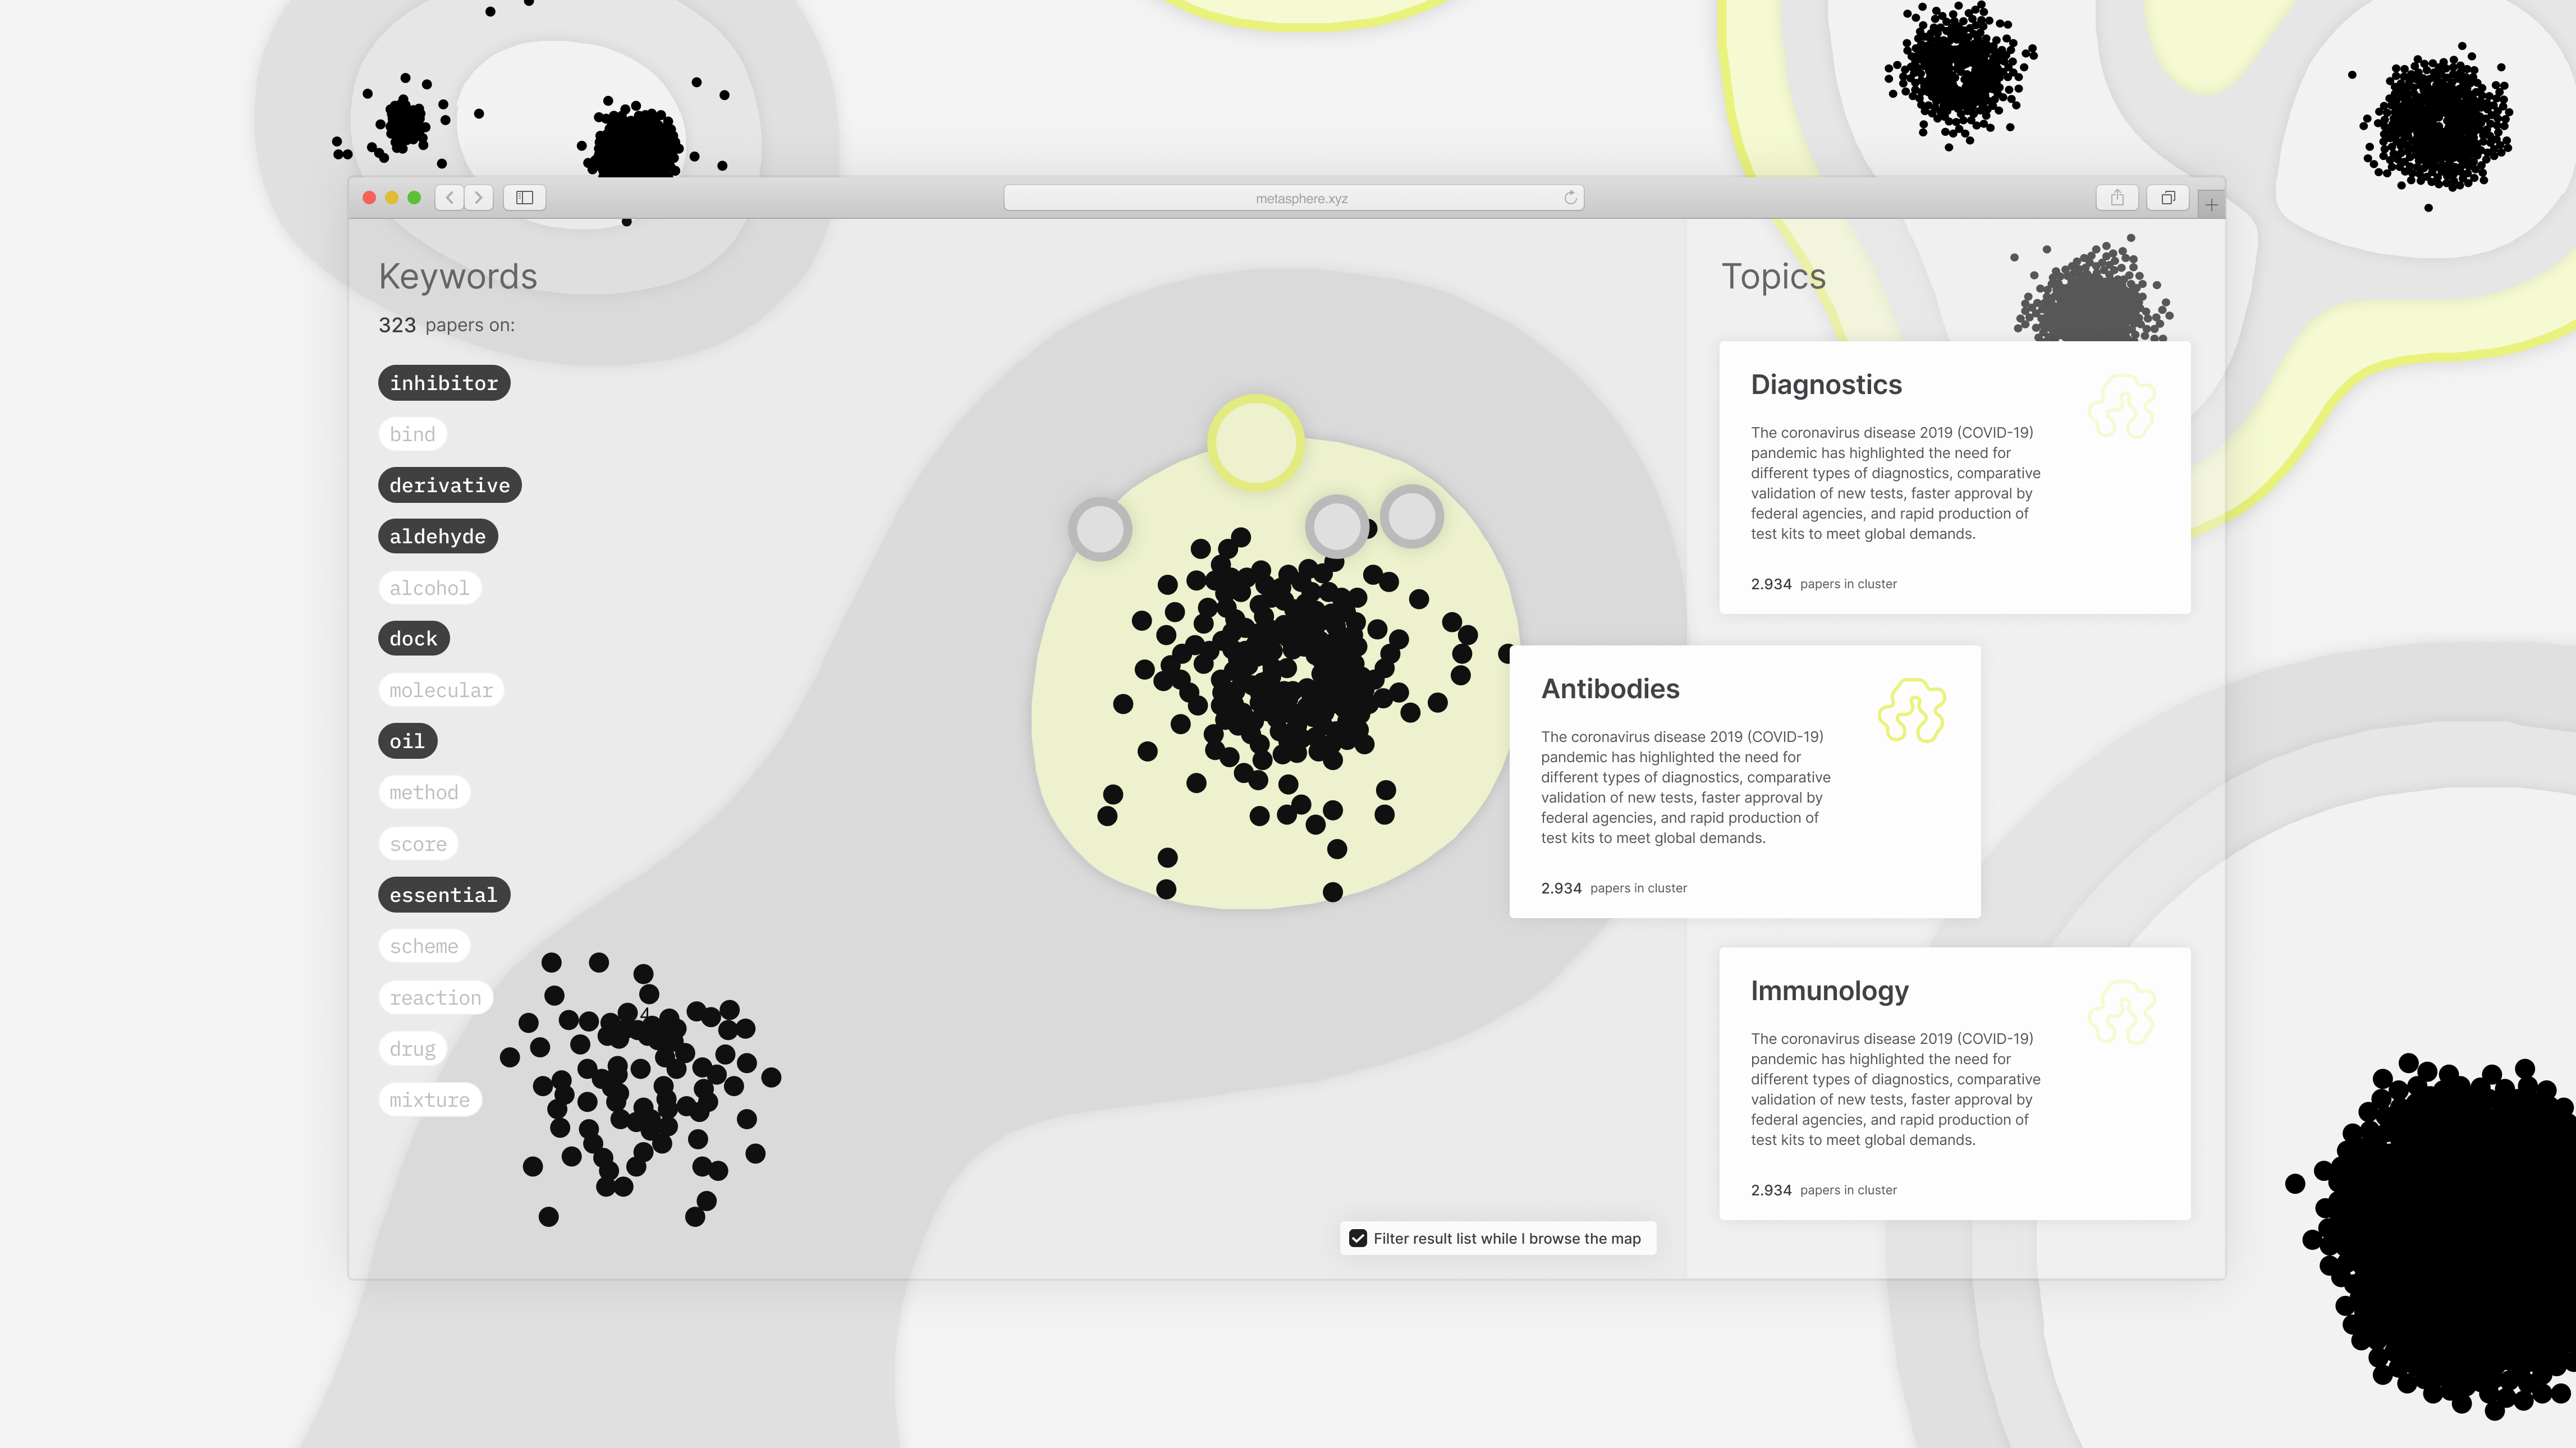 metasphere.xyz
Keywords
323 papers on:
inhibitor
bind
derivative
aldehyde
alcohol
dock
molecular
oil
method
score
essential
scheme
reaction
drug
mixture
4
Filter result list while I browse the map
Topics
Diagnostics
The coronavirus disease 2019 (COVID-19)
pandemic has highlighted the need for
different types of diagnostics, comparative
validation of new tests, faster approval by
federal agencies, and rapid production of
test kits to meet global demands.
2.934 papers in cluster
Antibodies
The coronavirus disease 2019 (COVID-19)
pandemic has highlighted the need for
different types of diagnostics, comparative
validation of new tests, faster approval by
federal agencies, and rapid production of
test kits to meet global demands.
2.934 papers in cluster
Immunology
The coronavirus disease 2019 (COVID-19)
pandemic has highlighted the need for
different types of diagnostics, comparative
validation of new tests, faster approval by
federal agencies, and rapid production of
test kits to meet global demands.
2.934 papers in cluster